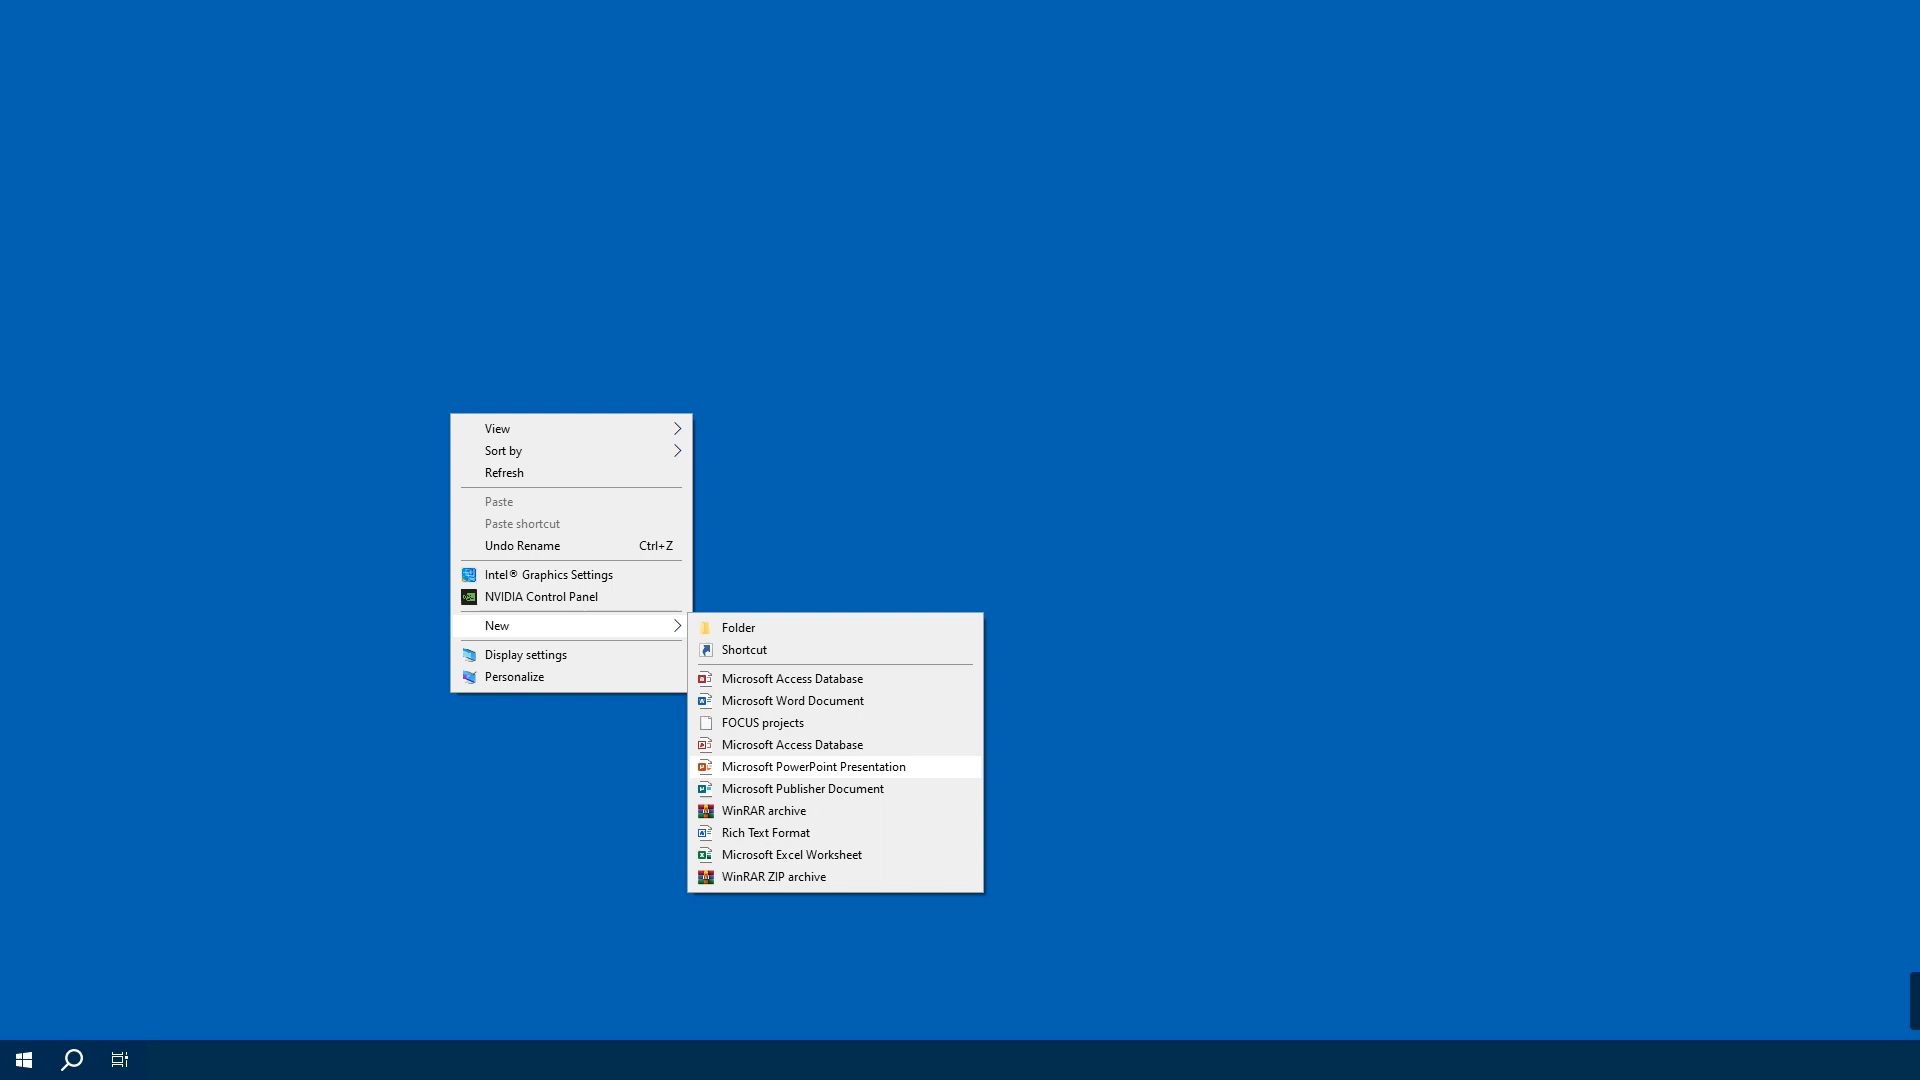 View
Sort by
Refresh
Paste
Paste shortcut
Undo Rename Ctrl+Z
Intel® Graphics Settings
NVIDIA Control Panel
New
Display settings
Personalize
Folder
Shortcut
Microsoft Access Database
Microsoft Word Document
FOCUS projects
Microsoft Access Database
Microsoft PowerPoint Presentation
Microsoft Publisher Document
WinRAR archive
Rich Text Format
Microsoft Excel Worksheet
WinRAR ZIP archive